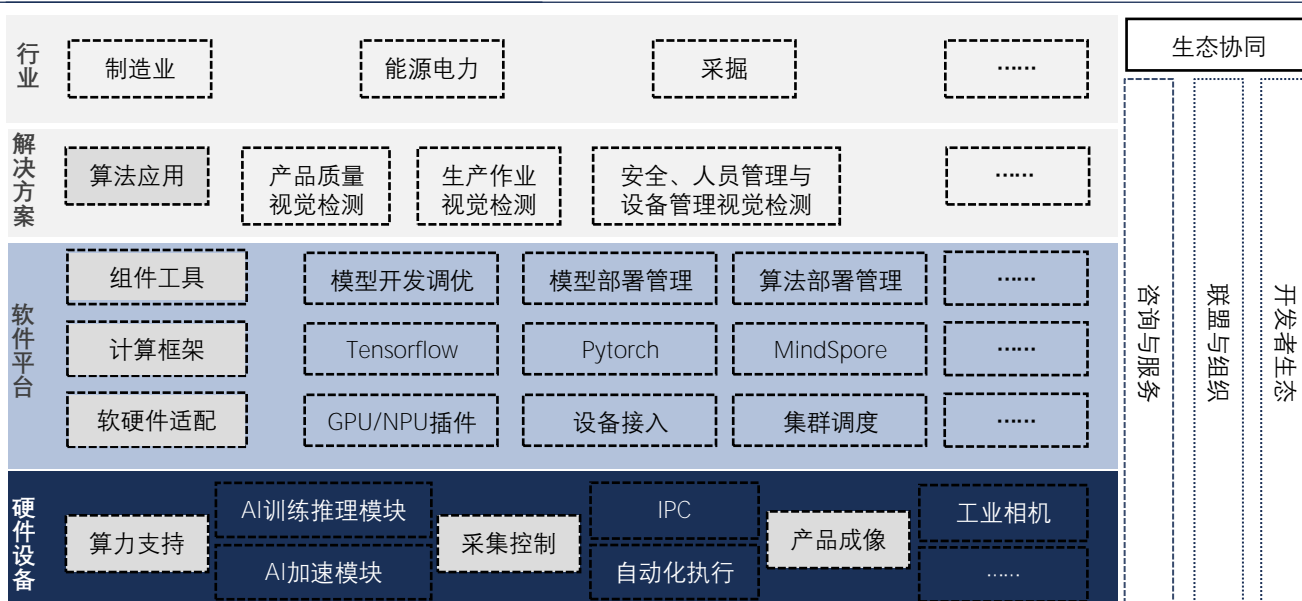 行业
制造业
能源电力
采掘
……
生态协同
解决方案
算法应用
产品质量
视觉检测
生产作业
视觉检测
安全、人员管理与
设备管理视觉检测
……
软件平台
组件工具
模型开发调优
模型部署管理
算法部署管理
……
计算框架
Tensorflow
Pytorch
MindSpore
……
软硬件适配
GPU/NPU插件
设备接入
集群调度
……
硬件设备
算力支持
AI训练推理模块
AI加速模块
采集控制
IPC
自动化执行
产品成像
工业相机
……
咨询与服务
联盟与组织
开发者生态